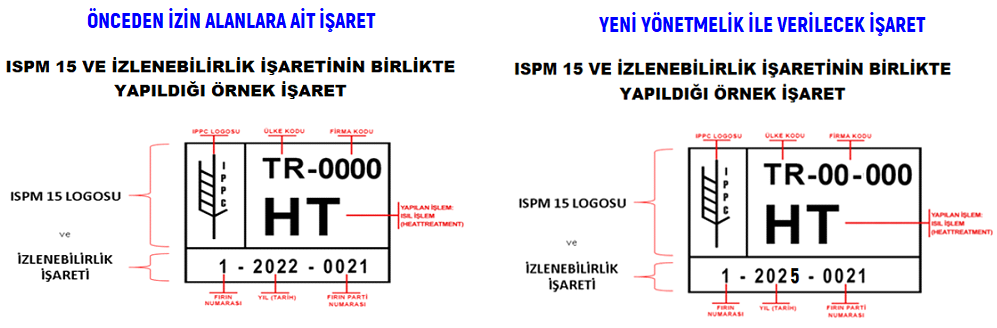 ÖNCEDEN İZİN ALANLARA AİT İŞARET
ISPM 15 VE İZLENEBİLİRLİK İŞARETİNİN BİRLİKTE
YAPILDIĞI ÖRNEK İŞARET
IPPC LOGOSU
ÜLKE KODU
FİRMA KODU
IPPC
TR-0000
HT
ISPM 15 LOGOSU
YAPILAN İŞLEM:
ISIL İŞLEM
(HEATTREATMENT)
ve
İZLENEBİLİRLİK
İŞARETİ
1 - 2022 - 0021
FIRIN
NUMARASI
YIL (TARİH)
FIRIN PARTİ
NUMARASI
YENİ YÖNETMELİK İLE VERİLECEK İŞARET
ISPM 15 VE İZLENEBİLİRLİK İŞARETİNİN BİRLİKTE
YAPILDIĞI ÖRNEK İŞARET
IPPC LOGOSU
ÜLKE KODU
FİRMA KODU
IPPC
TR-00-000
HT
ISPM 15 LOGOSU
YAPILAN İŞLEM:
ISIL İŞLEM
(HEATTREATMENT)
ve
İZLENEBİLİRLİK
İŞARETİ
1 - 2025 - 0021
FIRIN
NUMARASI
YIL (TARİH)
FIRIN PARTİ
NUMARASI